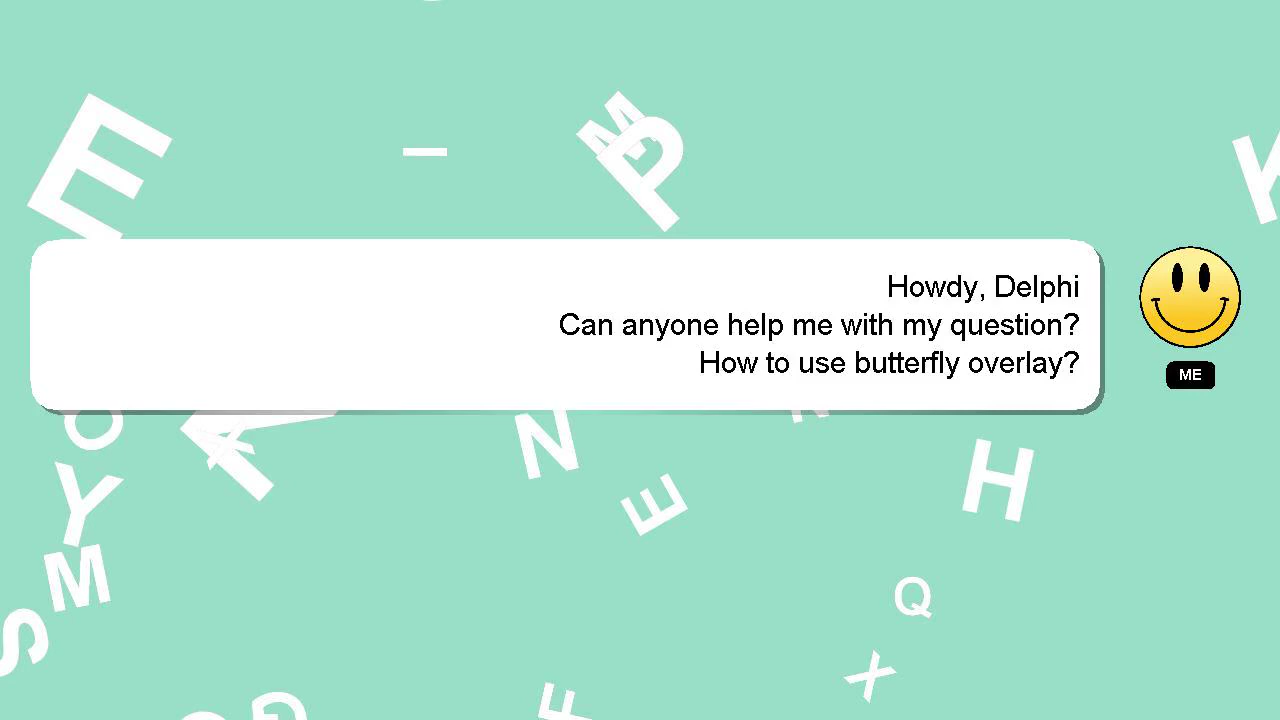 E
M
P
K
Howdy, Delphi
Can anyone help me with my question?
How to use butterfly overlay?
ME
O
X
N
H
E
Y
M
Q
S
X
G
F